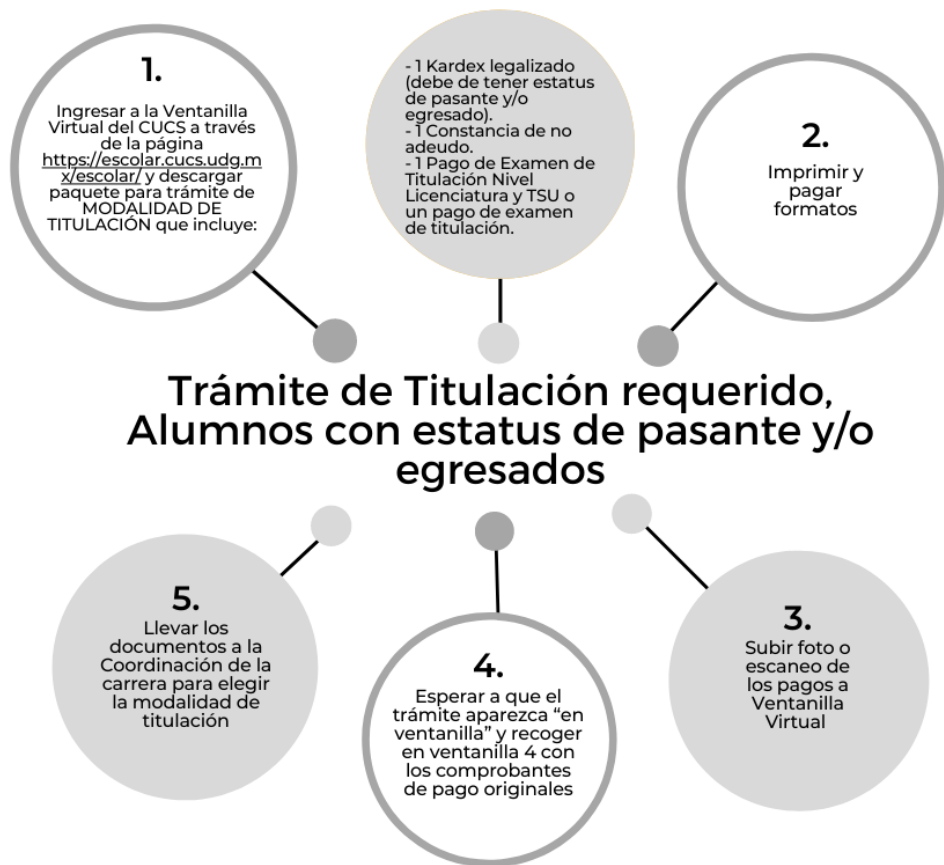 1.
Ingresar a la Ventanilla
Virtual del CUCS a través
de la página
https://escolar.cucs.udg.m
x/escolar/ y descargar
paquete para trámite de
MODALIDAD DE
TITULACIÓN que incluye:
- 1 Kardex legalizado
(debe de tener estatus
de pasante y/o
egresado).
- 1 Constancia de no
adeudo.
- 1 Pago de Examen de
Titulación Nivel
Licenciatura y TSU o
un pago de examen
de titulación.
2.
Imprimir y
pagar
formatos
Trámite de Titulación requerido,
Alumnos con estatus de pasante y/o
egresados
3.
Subir foto o
escaneo de
los pagos a
Ventanilla
Virtual
4.
Esperar a que el
trámite aparezca “en
ventanilla” y recoger
en ventanilla 4 con
los comprobantes
de pago originales
5.
Llevar los
documentos a la
Coordinación de la
carrera para elegir
la modalidad de
titulación